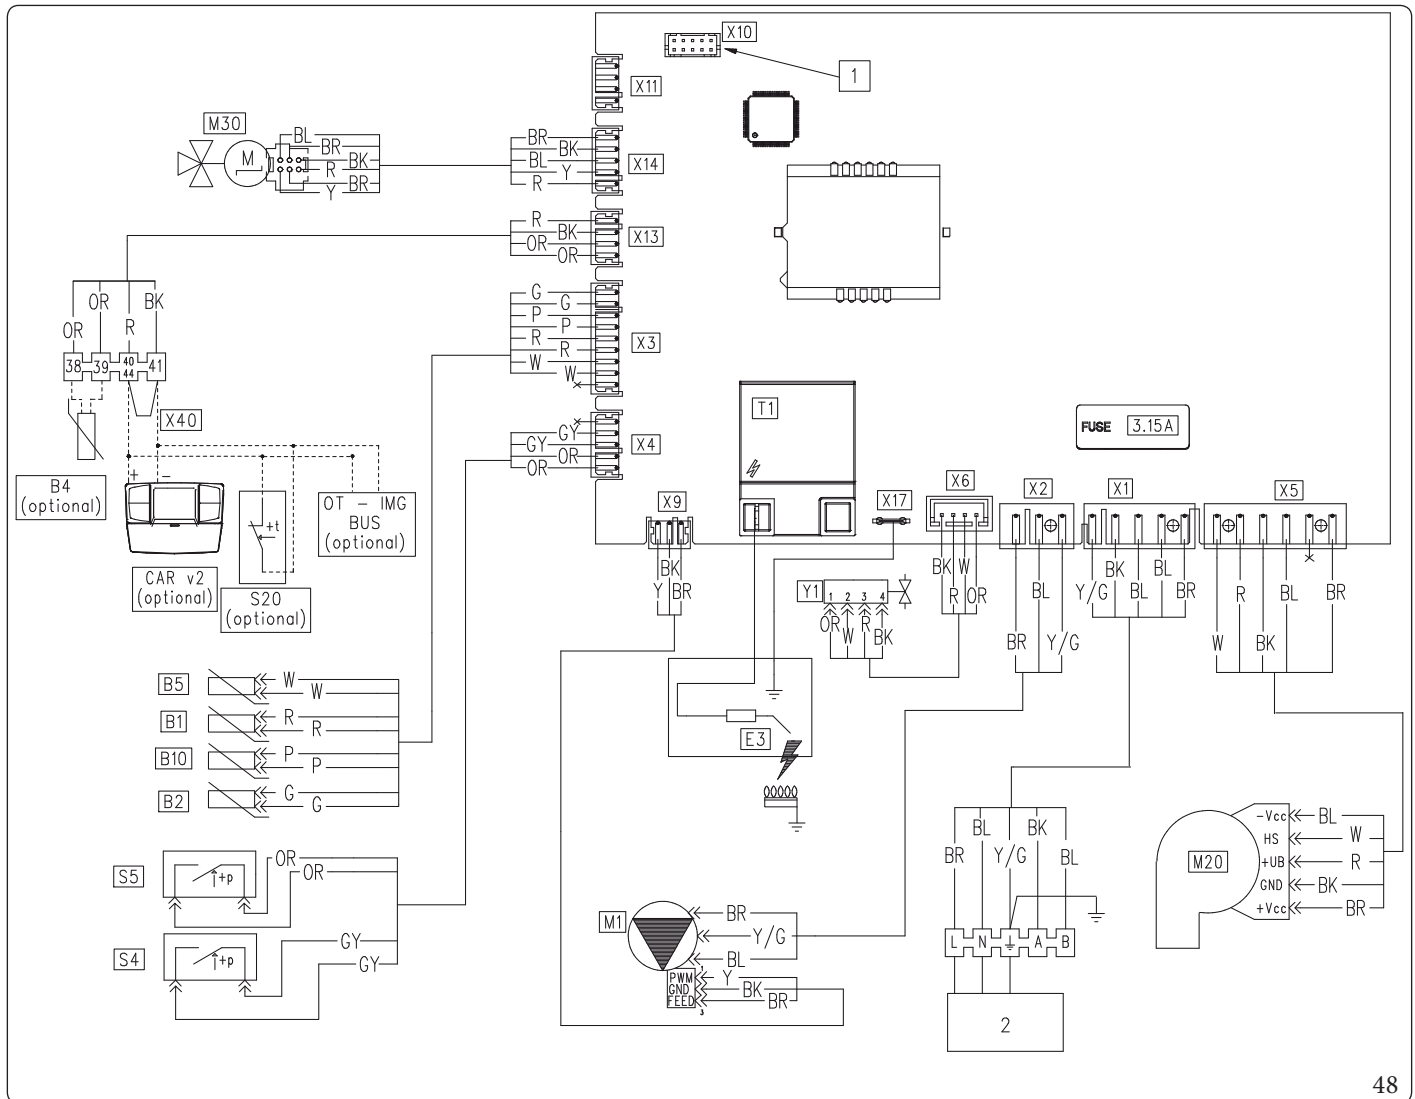 X10
1
X11
M30
M
BL
BR
BK
R
BR
Y
BR
BK
BL
Y
R
X14
R
BK
OR
OR
X13
OR
OR
R
BK
38
39
40
44
41
X40
B4
(optional)
+
-
CAR v2
(optional)
+t
S20
(optional)
OT - IMG
BUS
(optional)
G
G
P
P
R
R
W
W
X3
GY
GY
OR
OR
X4
T1
FUSE
3.15A
X9
X17
X6
X2
X1
X5
Y
BK
BR
Y1
1
2
3
4
OR
W
R
BK
BK
R
W
OR
BR
BL
Y/G
Y/G
BK
BL
BL
BR
W
R
BK
BL
BR
B5
W
W
B1
R
R
B10
P
P
B2
G
G
E3
S5
+p
OR
OR
S4
+p
GY
GY
M1
BR
Y/G
BL
PWM
GND
FEED
1
3
Y
BK
BR
BR
BL
Y/G
BK
BL
L
N
A
B
2
M20
-Vcc
HS
+UB
GND
+Vcc
BL
W
R
BK
BR
48